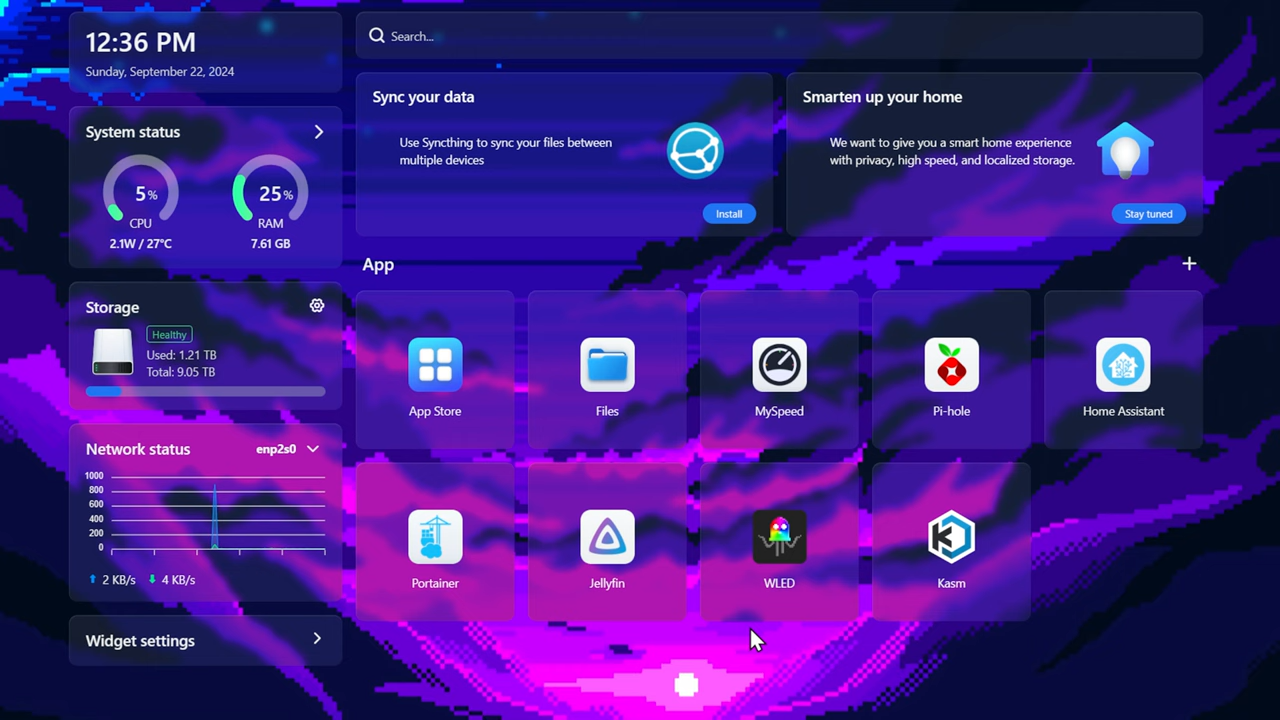 12:36 PM
Sunday, September 22, 2024
Search...
System status
5%
CPU
2.1W / 27°C
25%
RAM
7.61 GB
Storage
Healthy
Used: 1.21 TB
Total: 9.05 TB
Network status
enp2s0
1000
800
600
400
200
0
2 KB/s
4 KB/s
Widget settings
Sync your data
Use Syncthing to sync your files between
multiple devices
Install
Smarten up your home
We want to give you a smart home experience
with privacy, high speed, and localized storage.
Stay tuned
App
+
App Store
Files
MySpeed
Pi-hole
Home Assistant
Portainer
Jellyfin
WLED
Kasm